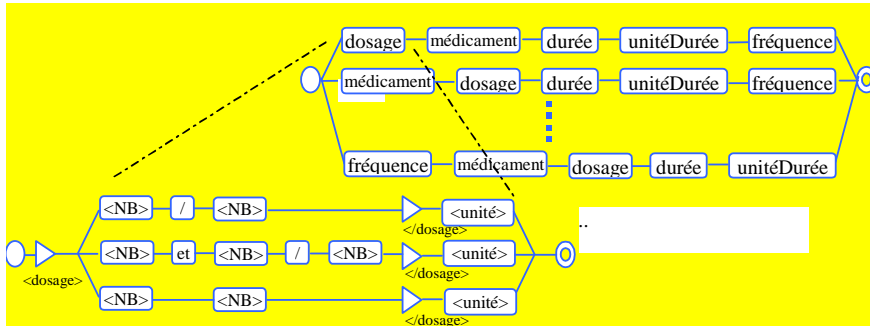 dosage médicament durée unitéDurée fréquence
médicament dosage durée unitéDurée fréquence
fréquence médicament dosage durée unitéDurée
<NB> / <NB> </dosage> <unité>
<dosage> <NB> et <NB> / <NB> </dosage> <unité>
<NB> <NB> </dosage> <unité>
..